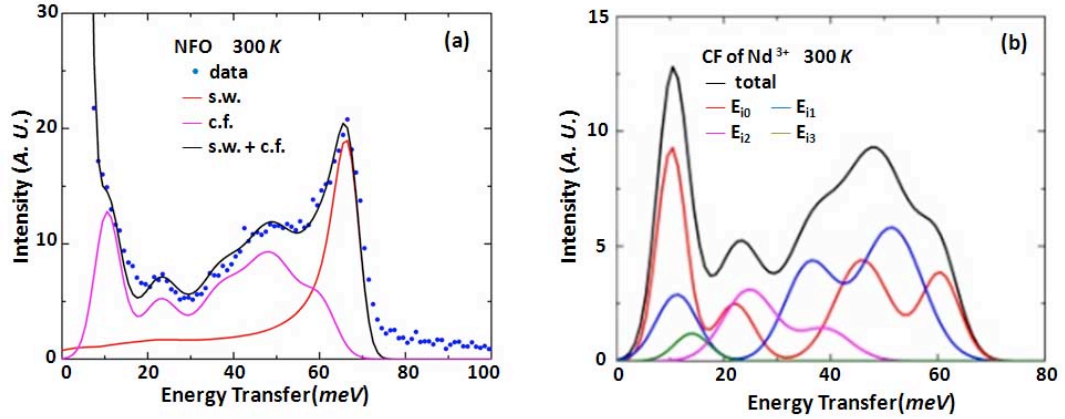 (a)
NFO 300 K
data
s.w.
c.f.
s.w. + c.f.
30
20
10
0
Intensity (A. U.)
0 20 40 60 80 100
Energy Transfer(meV)
(b)
CF of Nd 3+ 300 K
total
Ei0 Ei1
Ei2 Ei3
15
10
5
0
Intensity (A. U.)
0 20 40 60 80
Energy Transfer(meV)